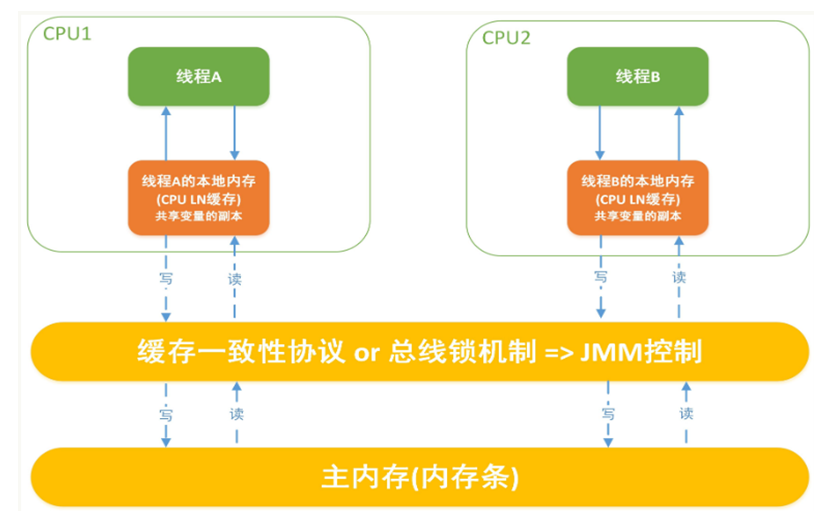 CPU1
CPU2
线程A
线程B
线程A的本地内存
(CPU LN缓存)
共享变量的副本
线程B的本地内存
(CPU LN缓存)
共享变量的副本
写
读
写
读
缓存一致性协议 or 总线锁机制 => JMM控制
写
读
写
读
主内存(内存条)